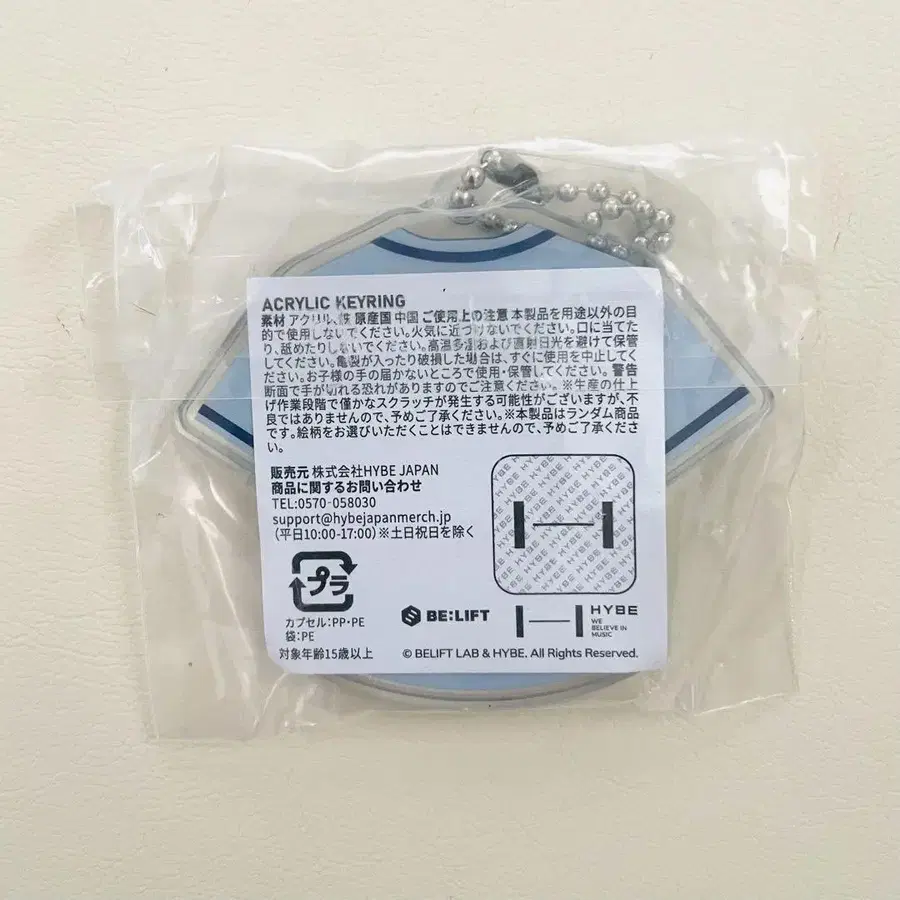 ACRYLIC KEYRING
素材 アクリル、鉄 原産国 中国 ご使用上の注意 本製品を用途以外の目
的で使用しないでください。火気に近づけないでください。口に当てた
り、舐めたりしないでください。高温多湿および直射日光を避けて保管
してください。亀裂が入ったり破損した場合は、すぐに使用を中止してく
ださい。お子様の手の届かないところで使用・保管してください。 警告
断面で手が切れる恐れがありますのでご注意ください。※生産の仕上
げ作業段階で僅かなスクラッチが発生する可能性がございますが、不
良ではありませんので、予めご了承ください。※本製品はランダム商品
です。絵柄をお選びいただくことはできませんので、予めご了承くださ
い。
販売元 株式会社HYBE JAPAN
商品に関するお問い合わせ
TEL:0570-058030
support@hybejapanmerch.jp
(平日10:00-17:00)※土日祝日を除く
プラ
カプセル:PP・PE
袋:PE
対象年齢15歳以上
BE:LIFT
HYBE
WE
BELIEVE IN
MUSIC
© BELIFT LAB & HYBE. All Rights Reserved.